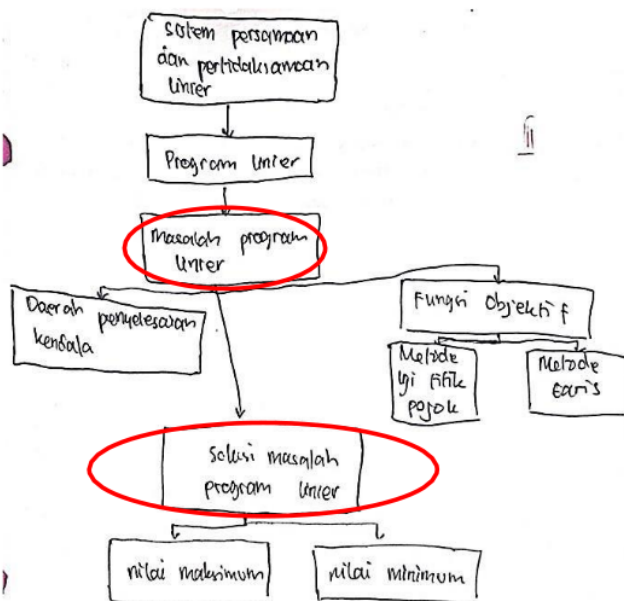 sistem persamaan
dan pertidaksamaan
linier
Program linier
masalah program
linier
Daerah penyelesaian
kendala
Fungsi objektif
Metode
uji titik
pojok
Metode
Garis
solusi masalah
program linier
nilai maksimum
nilai minimum